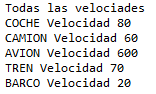 Todas las velociades
COCHE Velocidad 80
CAMION Velocidad 60
AVION Velocidad 600
TREN Velocidad 70
BARCO Velocidad 20